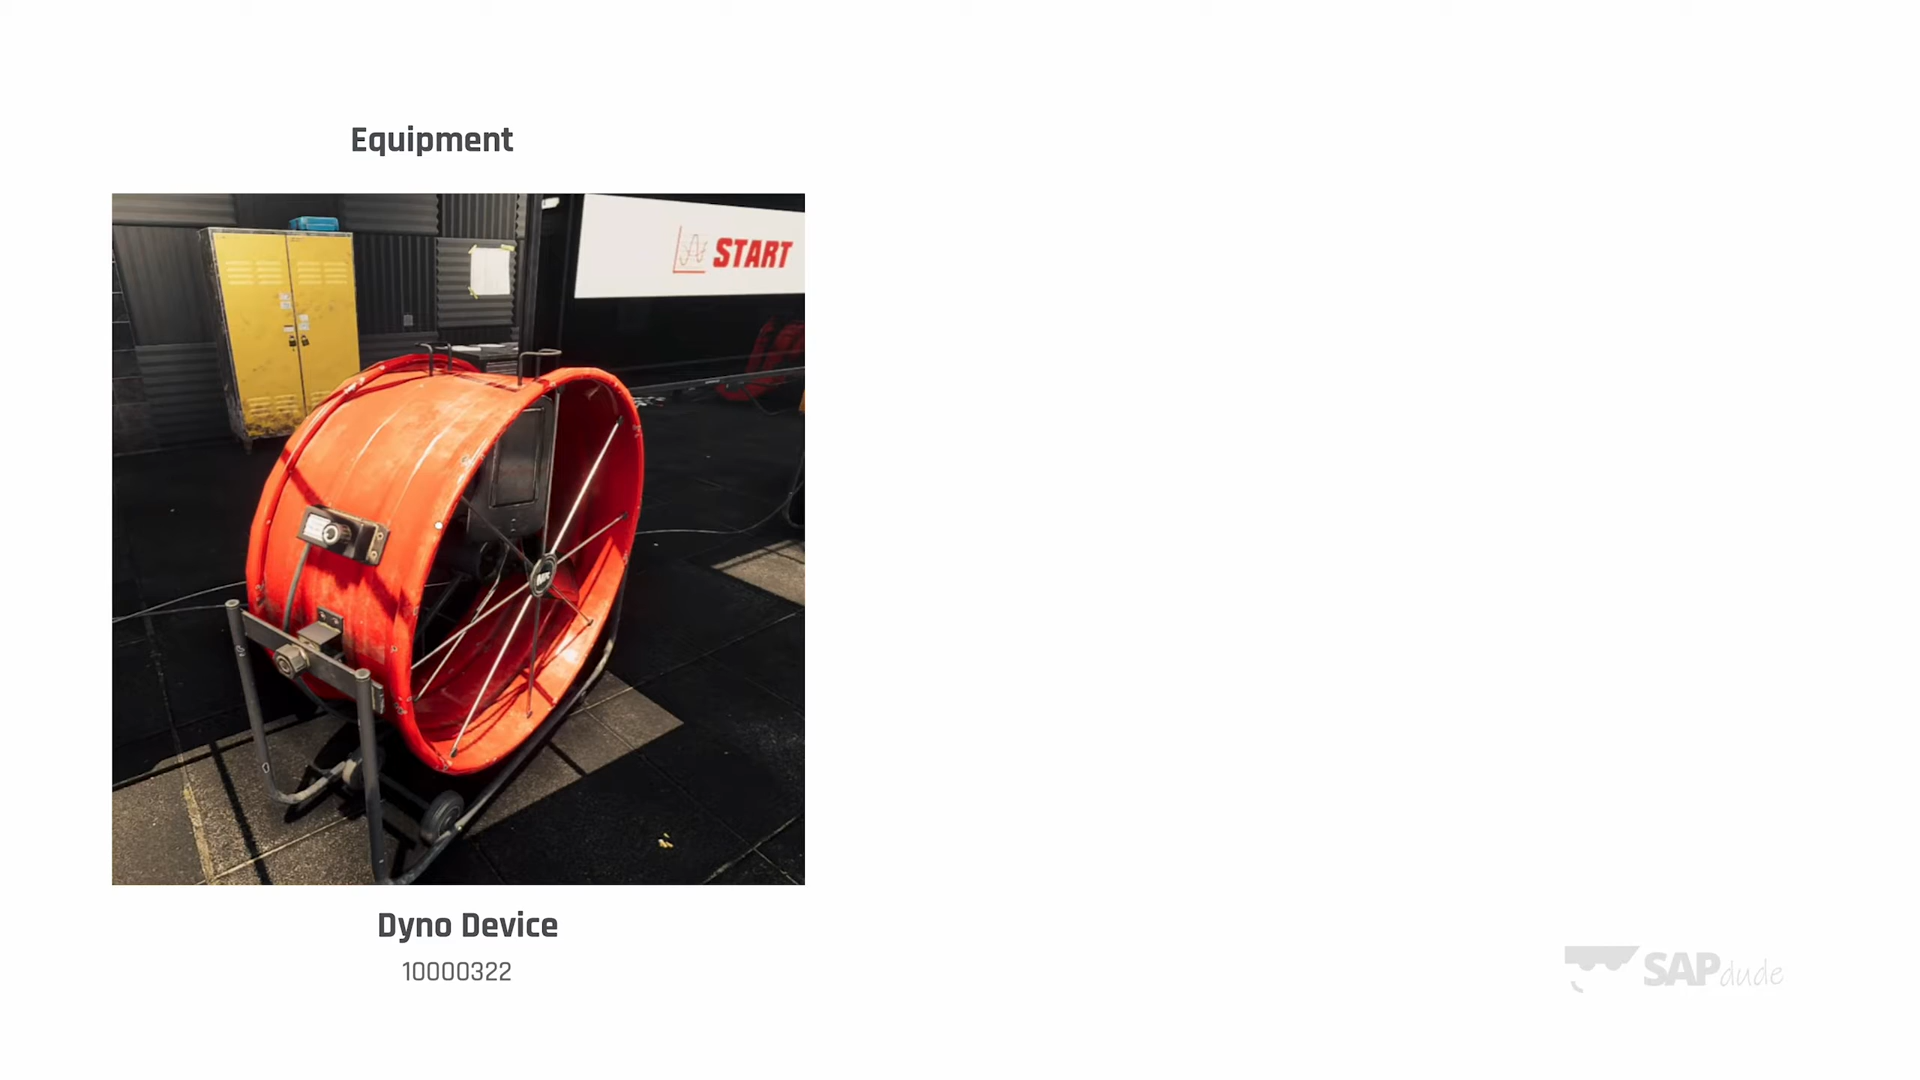 Equipment
START
Dyno Device
10000322
SAPdude